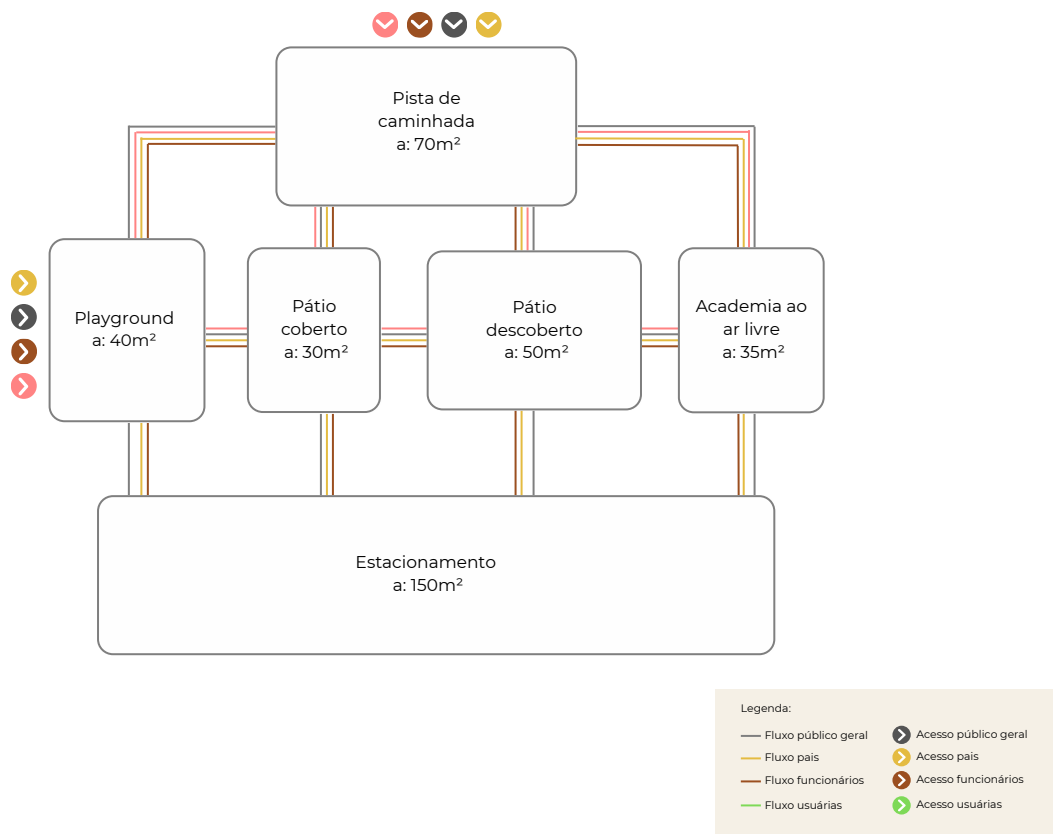 Pista de
caminhada
a: 70m²
Playground
a: 40m²
Pátio
coberto
a: 30m²
Pátio
descoberto
a: 50m²
Academia ao
ar livre
a: 35m²
Estacionamento
a: 150m²
Legenda:
Fluxo público geral
Fluxo pais
Fluxo funcionários
Fluxo usuárias
Acesso público geral
Acesso pais
Acesso funcionários
Acesso usuárias